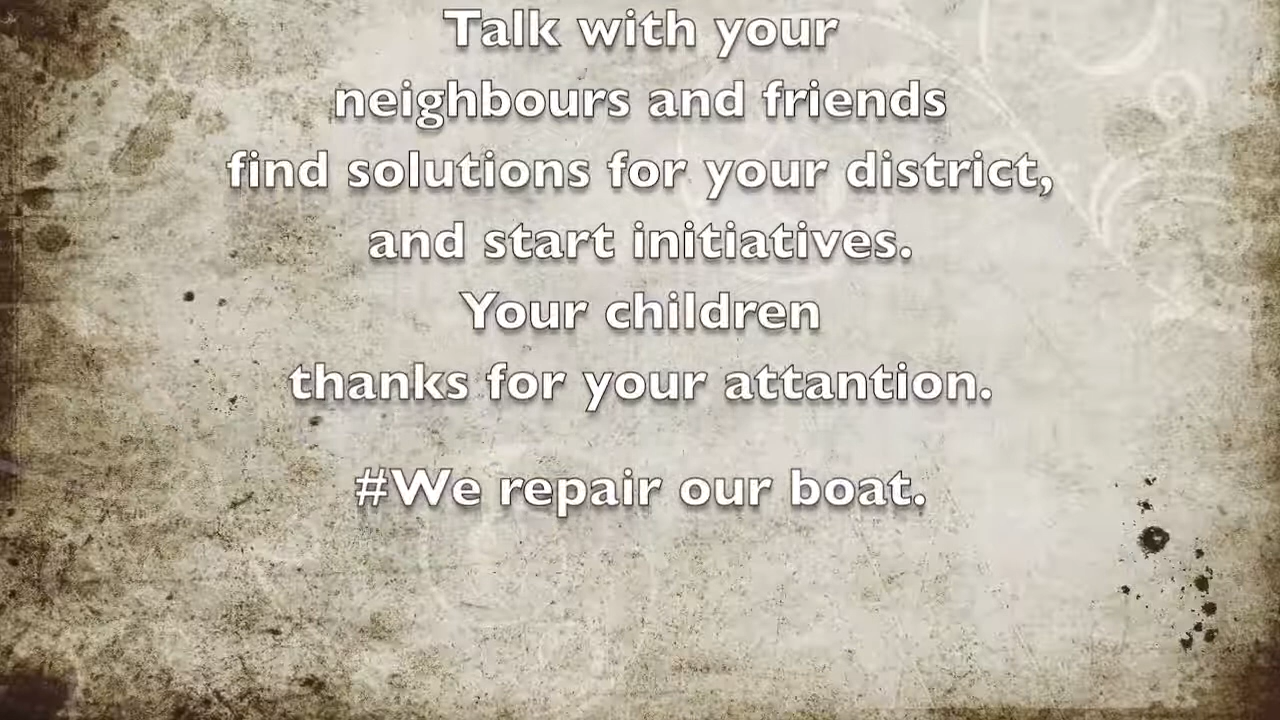 Talk with your
neighbours and friends
find solutions for your district,
and start initiatives.
Your children
thanks for your attantion.
#We repair our boat.